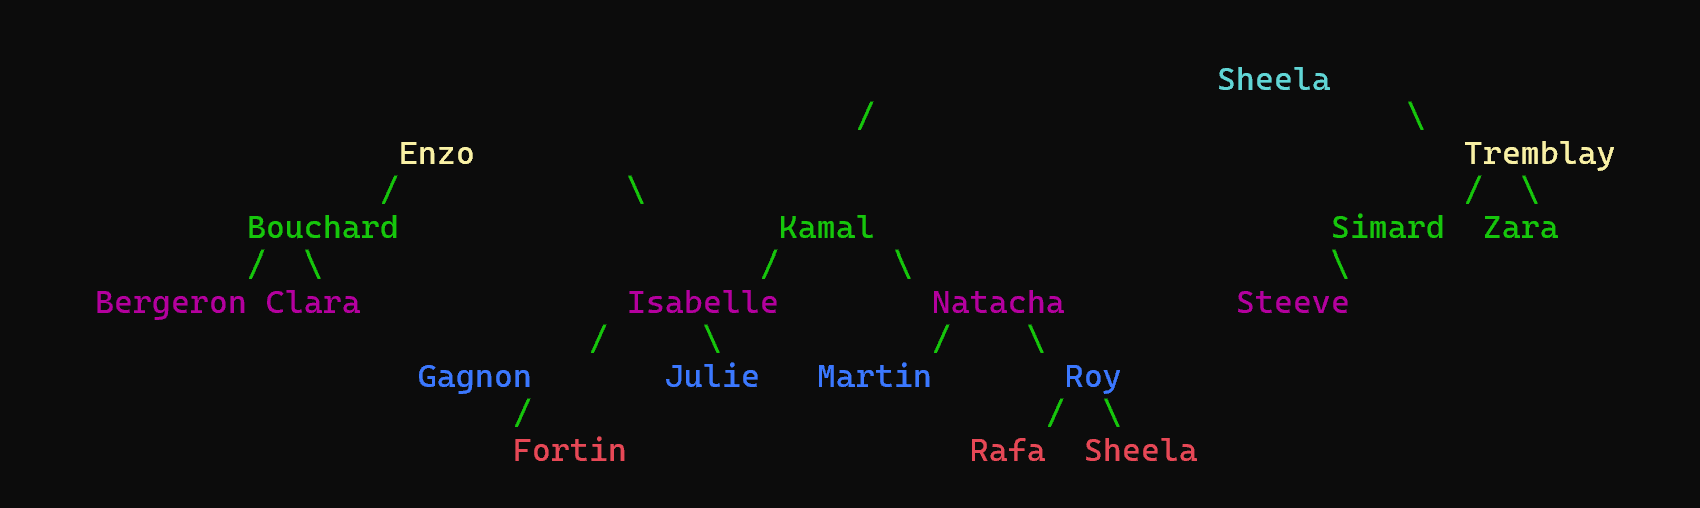 Sheela
/ \
Enzo Tremblay
/ \ / \
Bouchard Kamal Simard Zara
/ \ / \ \
Bergeron Clara Isabelle Natacha Steeve
/ \ / \
Gagnon Julie Martin Roy
/ / \
Fortin Rafa Sheela